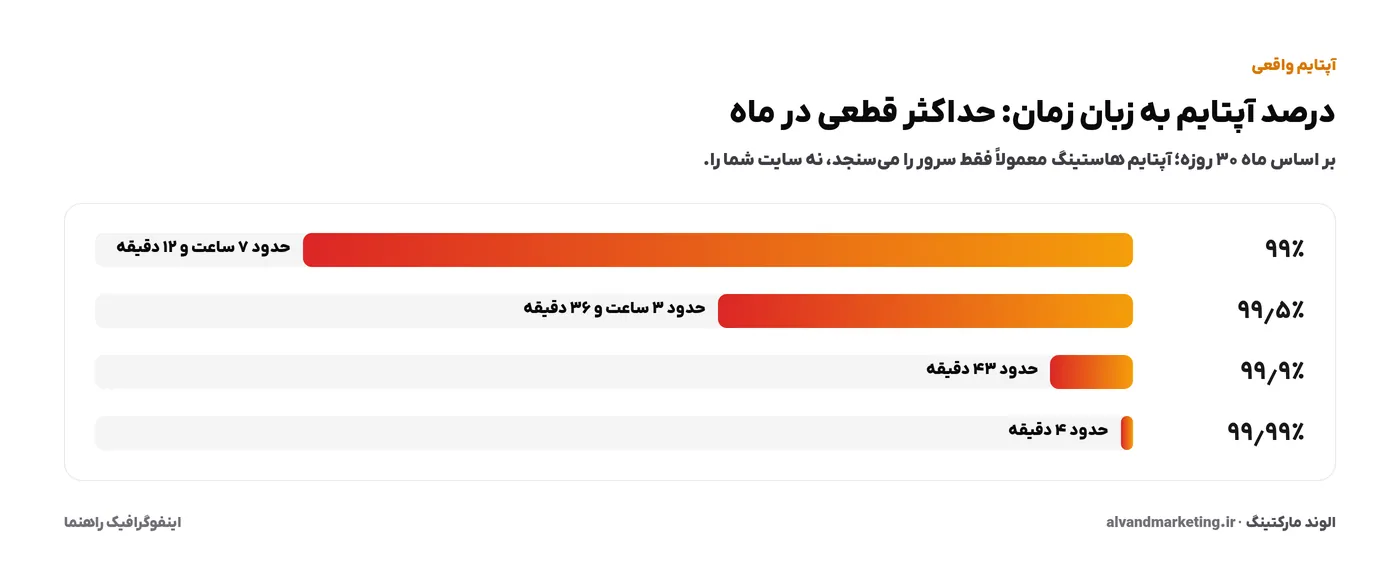 آپتایم واقعی
درصد آپتایم به زبان زمان: حداکثر قطعی در ماه
بر اساس ماه ۳۰ روزه؛ آپتایم هاستینگ معمولاً فقط سرور را می‌سنجد، نه سایت شما را.
۹۹٪ حدود ۷ ساعت و ۱۲ دقیقه
۹۹٫۵٪ حدود ۳ ساعت و ۳۶ دقیقه
۹۹٫۹٪ حدود ۴۳ دقیقه
۹۹٫۹۹٪ حدود ۴ دقیقه
الوند مارکتینگ · alvandmarketing.ir اینفوگرافیک راهنما